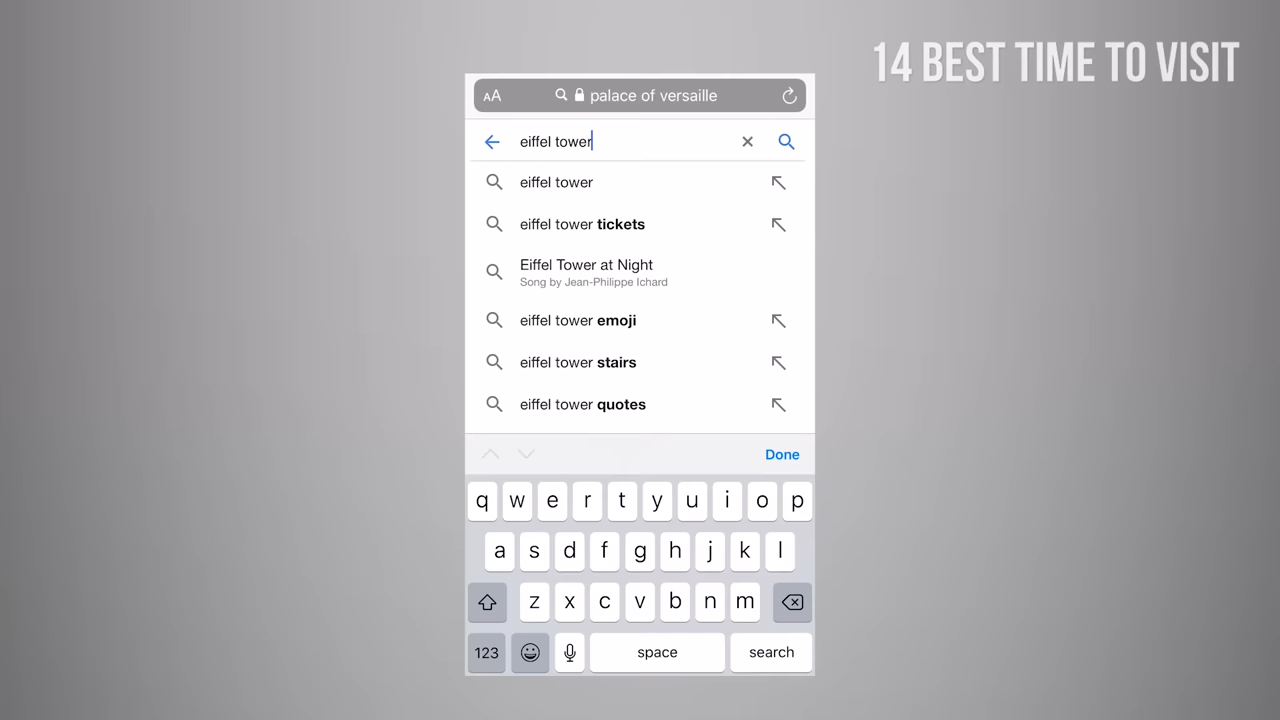 14 BEST TIME TO VISIT
AA palace of versaille
eiffel tower
eiffel tower
eiffel tower tickets
Eiffel Tower at Night
Song by Jean-Philippe Ichard
eiffel tower emoji
eiffel tower stairs
eiffel tower quotes
Done
q w e r t y u i o p
a s d f g h j k l
z x c v b n m
123 space search